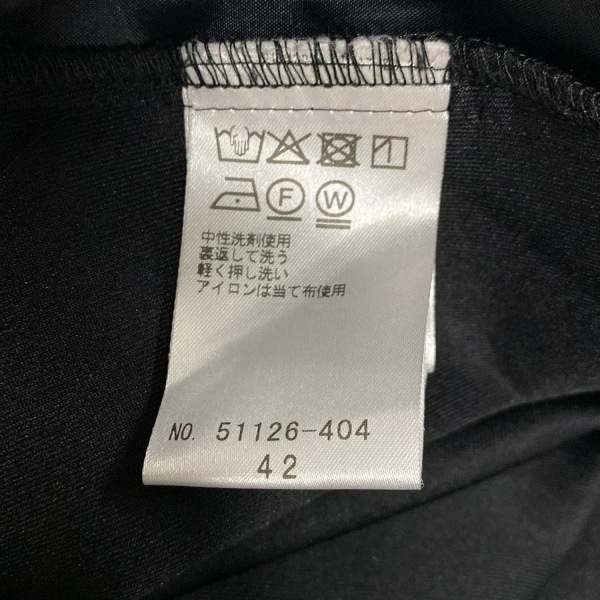 F W
中性洗剤使用
裏返して洗う
軽く押し洗い
アイロンは当て布使用
NO. 51126-404
42